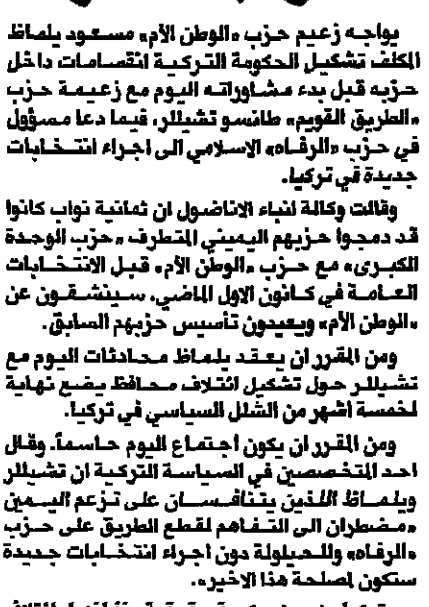 يواجه زعيم حزب «الوطن الأم» مسعود يلماظ
المكلف تشكيل الحكومة التركية انقسامات داخل
حزبه قبل بدء مشاوراته اليوم مع زعيمة حزب
«الطريق القويم» طانسو تشيللر، فيما دعا مسؤول
في حزب «الرفاه» الاسلامي الى اجراء انتخابات
جديدة في تركيا.
وقالت وكالة انباء الاناضول ان ثمانية نواب كانوا
قد دمجوا حزبهم اليميني المتطرف «حزب الوحدة
الكبرى» مع حزب «الوطن الأم» قبل الانتخابات
العامة في كانون الاول الماضي، سينشقون عن
«الوطن الأم» ويعيدون تأسيس حزبهم السابق.
ومن المقرر ان يعقد يلماظ محادثات اليوم مع
تشيللر حول تشكيل ائتلاف محافظ يضع نهاية
لخمسة اشهر من الشلل السياسي في تركيا.
ومن المقرر ان يكون اجتماع اليوم حاسماً. وقال
احد المتخصصين في السياسة التركية ان تشيللر
ويلماظ اللذين يتنافسان على تزعم اليمين
«مضطران الى التفاهم لقطع الطريق على حزب
«الرفاه» وللحيلولة دون اجراء انتخابات جديدة
ستكون لمصلحة هذا الاخير».